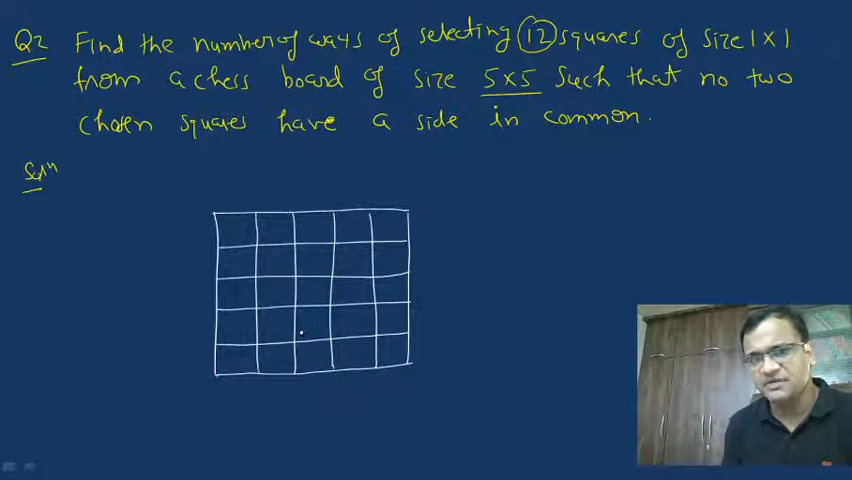 Q2 Find the number of ways of selecting 12 squares of size 1×1
from a chess board of size 5×5 such that no two
chosen squares have a side in common.
Solⁿ